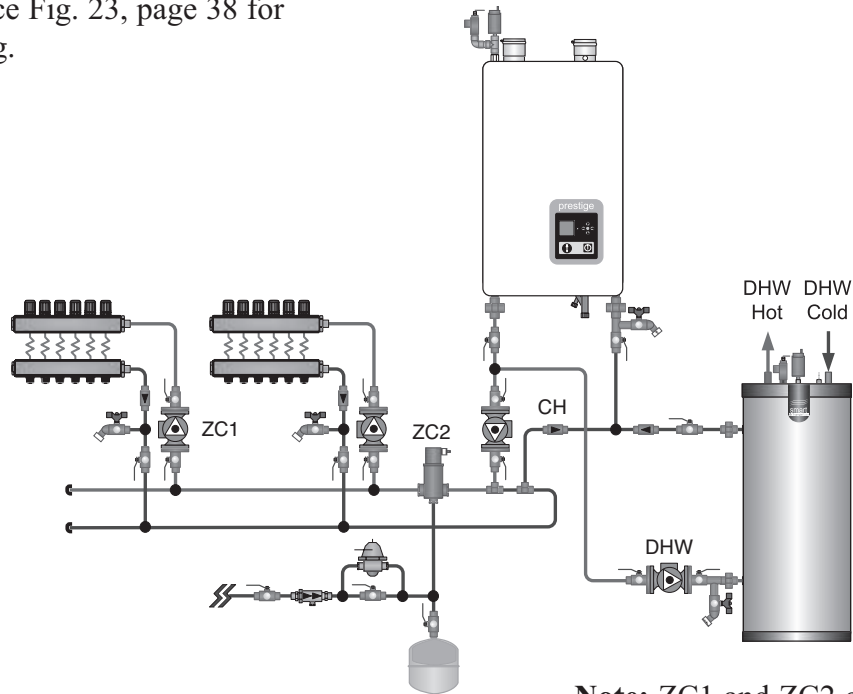 ce Fig. 23, page 38 for
g.
prestige
DHW Hot
DHW Cold
smart
CH
ZC1
ZC2
DHW
Note: ZC1 and ZC2